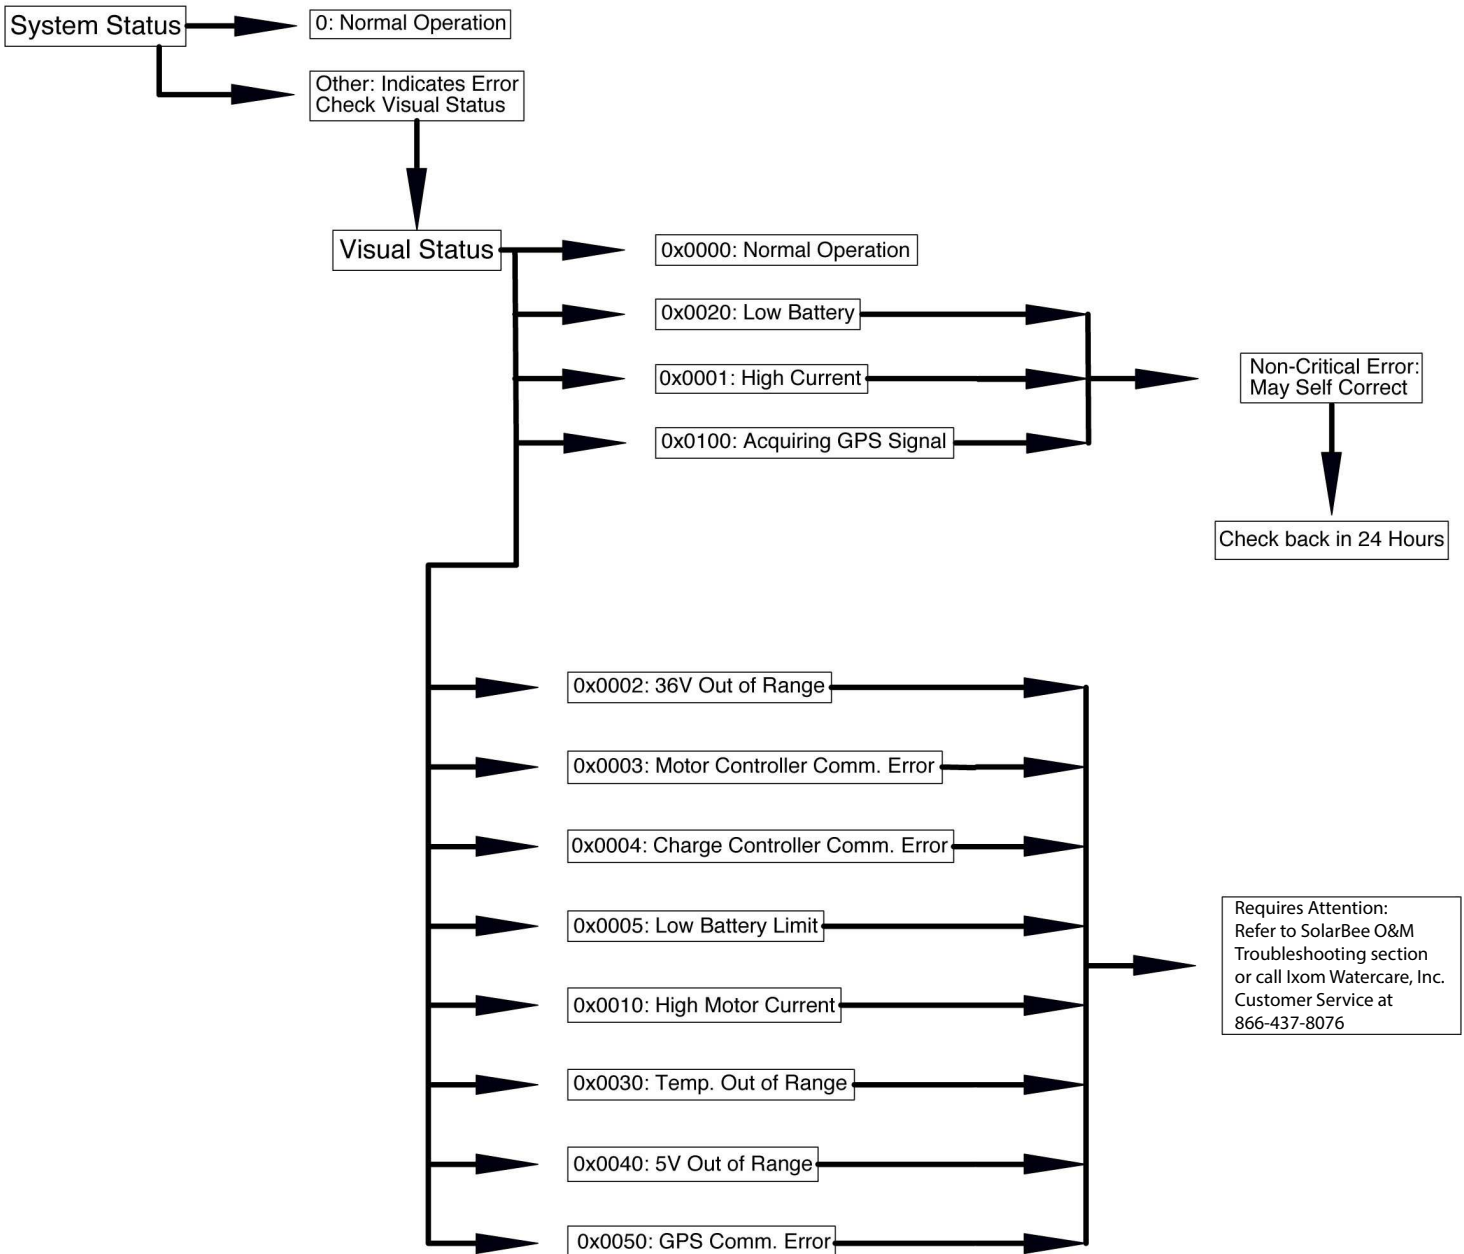 System Status
0: Normal Operation
Other: Indicates Error
Check Visual Status
Visual Status
0x0000: Normal Operation
0x0020: Low Battery
0x0001: High Current
0x0100: Acquiring GPS Signal
Non-Critical Error:
May Self Correct
Check back in 24 Hours
0x0002: 36V Out of Range
0x0003: Motor Controller Comm. Error
0x0004: Charge Controller Comm. Error
0x0005: Low Battery Limit
0x0010: High Motor Current
0x0030: Temp. Out of Range
0x0040: 5V Out of Range
0x0050: GPS Comm. Error
Requires Attention:
Refer to SolarBee O&M
Troubleshooting section
or call Ixom Watercare, Inc.
Customer Service at
866-437-8076